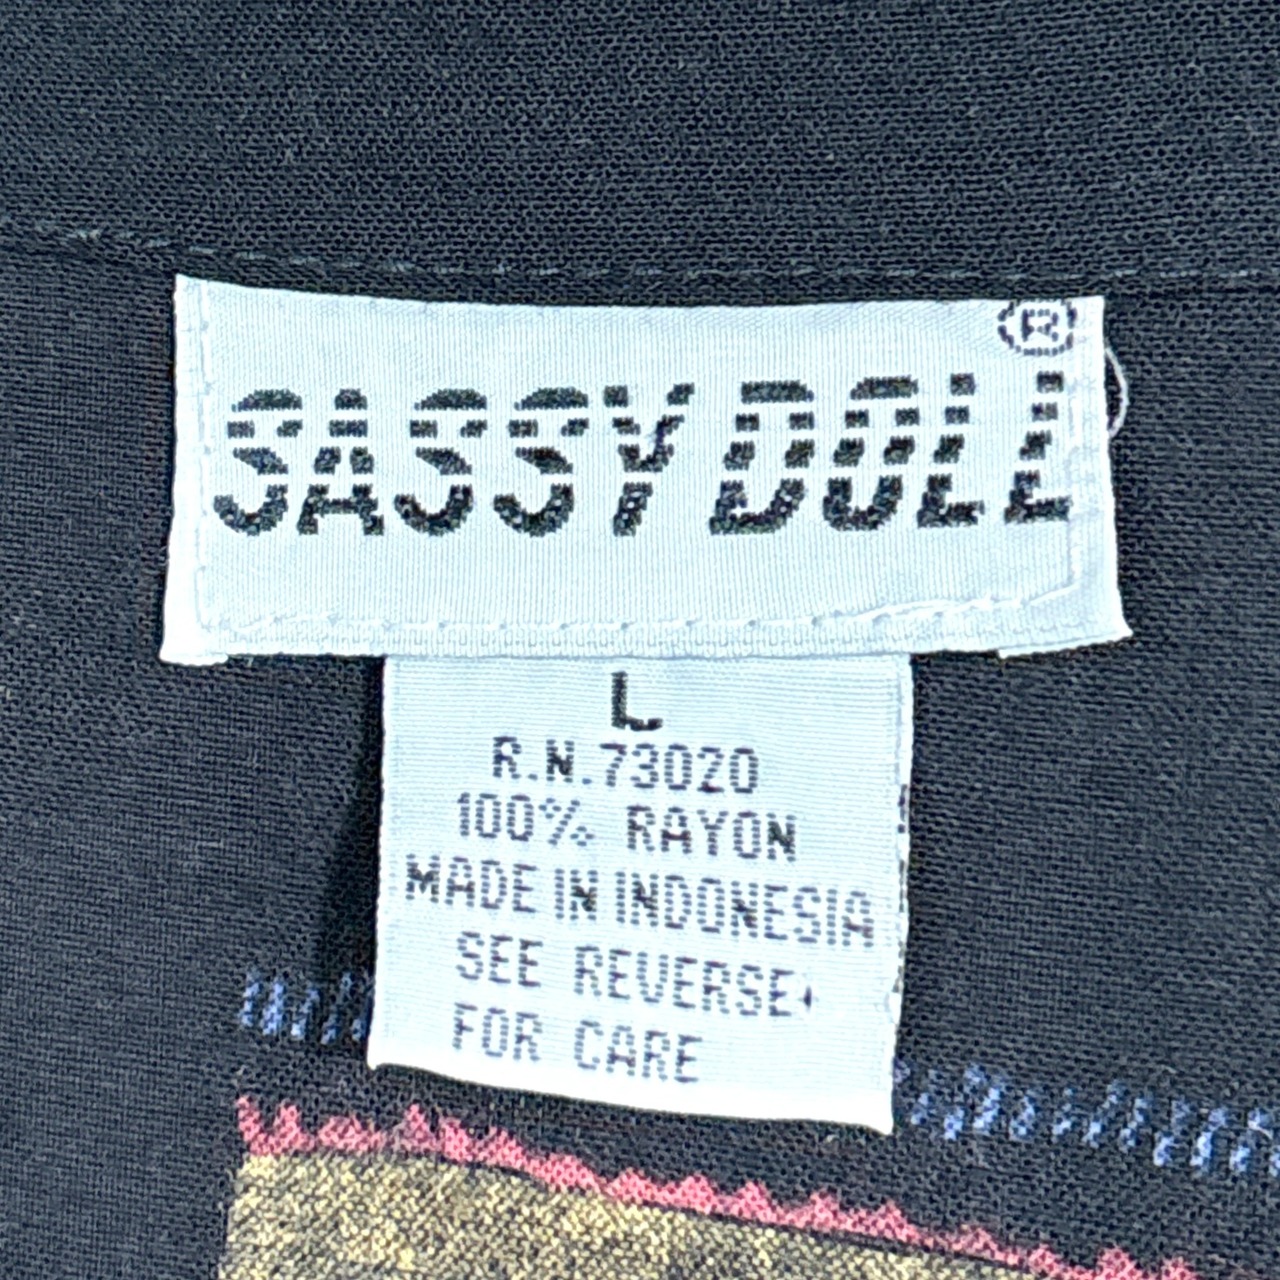 SASSY DOLL®
L
R.N.73020
100% RAYON
MADE IN INDONESIA
SEE REVERSE
FOR CARE